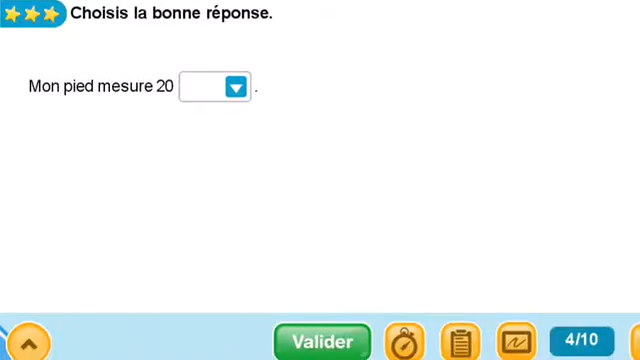 Choisis la bonne réponse.
Mon pied mesure 20 .
Valider
4/10